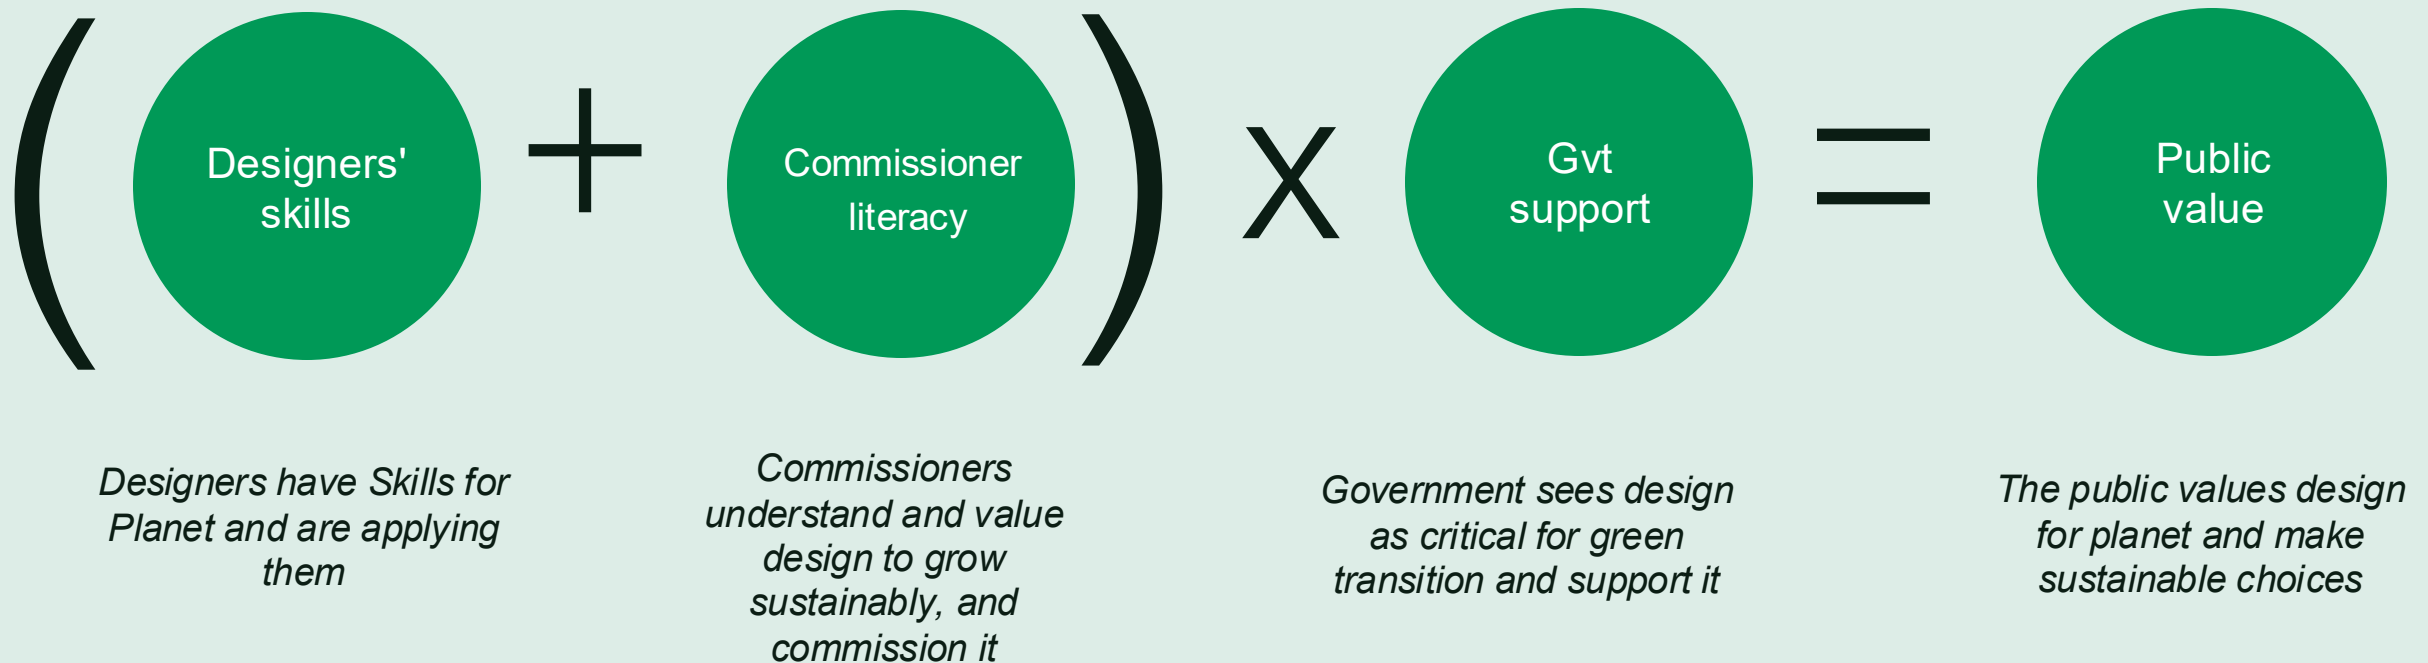 (
Designers'
skills
+
Commissioner
literacy
)
x
Gvt
support
=
Public
value
Designers have Skills for
Planet and are applying
them
Commissioners
understand and value
design to grow
sustainably, and
commission it
Government sees design
as critical for green
transition and support it
The public values design
for planet and make
sustainable choices